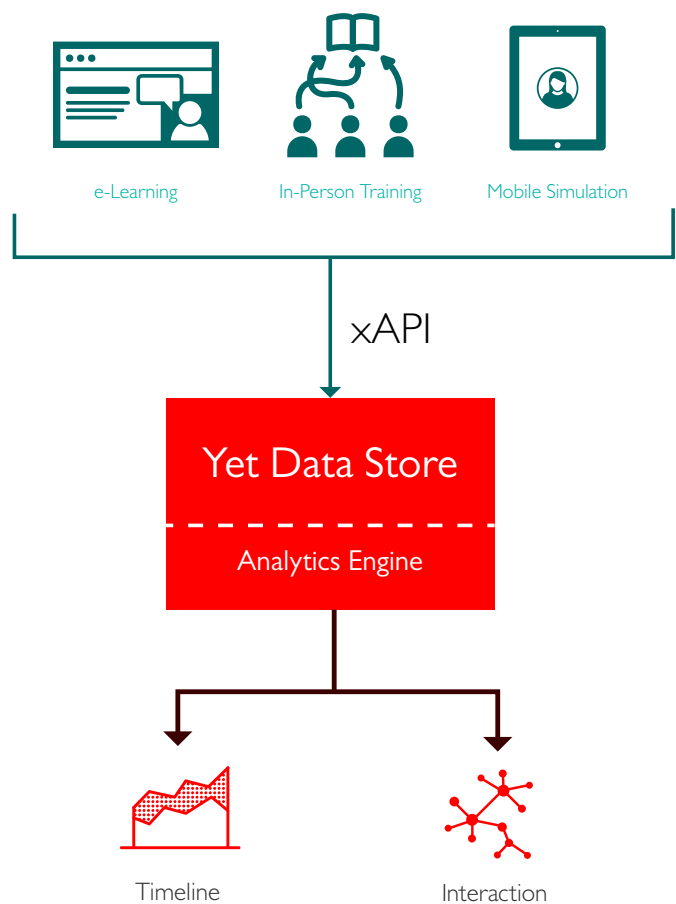 e-Learning
In-Person Training
Mobile Simulation
xAPI
Yet Data Store
Analytics Engine
Timeline
Interaction